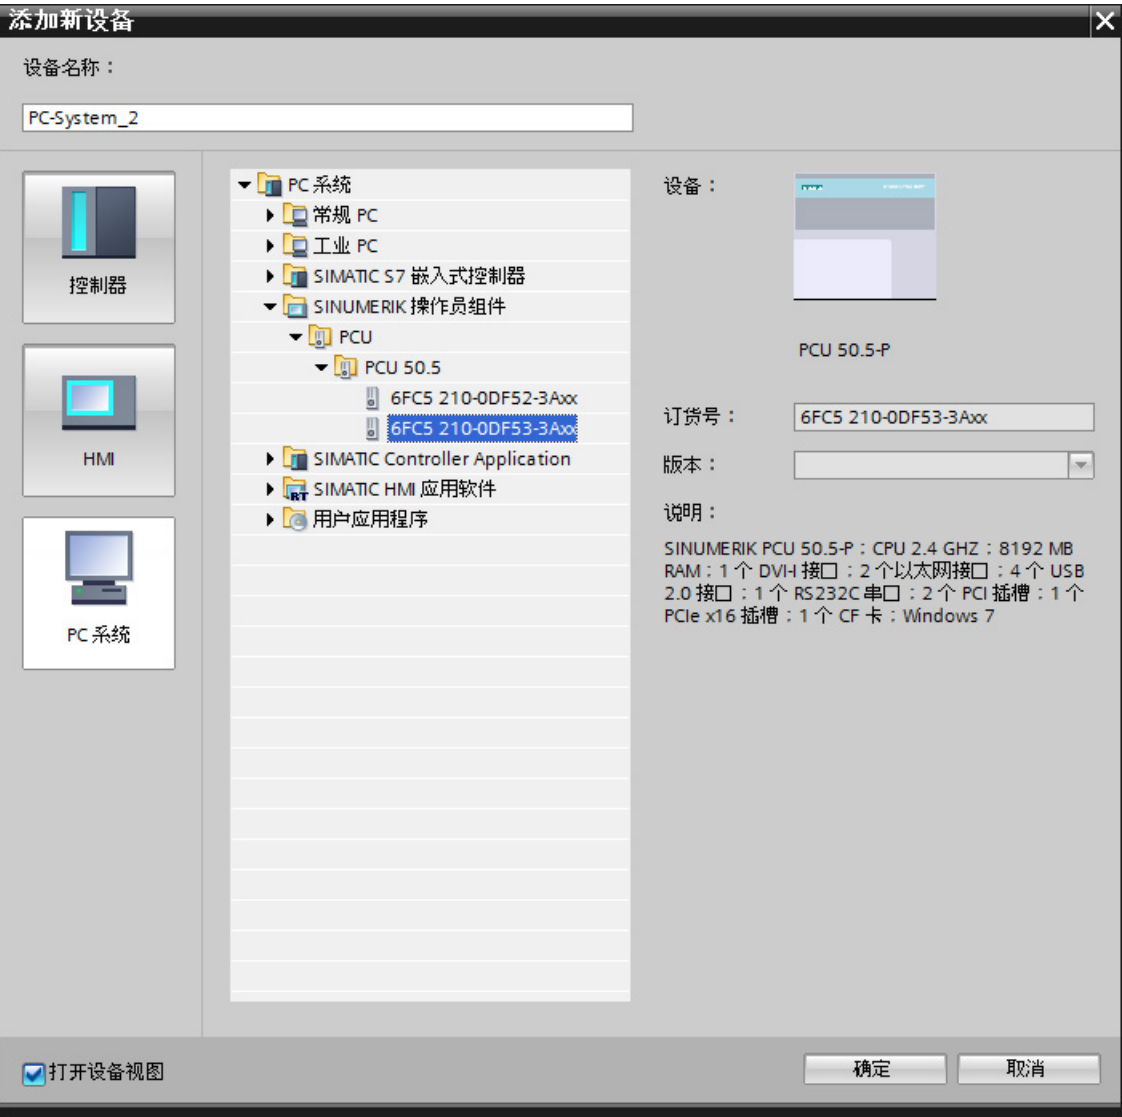 添加新设备
设备名称：
PC-System_2
控制器
HMI
PC 系统
PC 系统
常规 PC
工业 PC
SIMATIC S7 嵌入式控制器
SINUMERIK 操作员组件
PCU
PCU 50.5
6FC5 210-0DF52-3Axx
6FC5 210-0DF53-3Axx
SIMATIC Controller Application
SIMATIC HMI 应用软件
用户应用程序
设备：
PCU 50.5-P
订货号：
6FC5 210-0DF53-3Axx
版本：
说明：
SINUMERIK PCU 50.5-P；CPU 2.4 GHZ；8192 MB
RAM；1 个 DVI-I 接口；2 个以太网接口；4 个 USB
2.0 接口；1 个 RS232C 串口；2 个 PCI 插槽；1 个
PCIe x16 插槽；1 个 CF 卡；Windows 7
打开设备视图
确定
取消